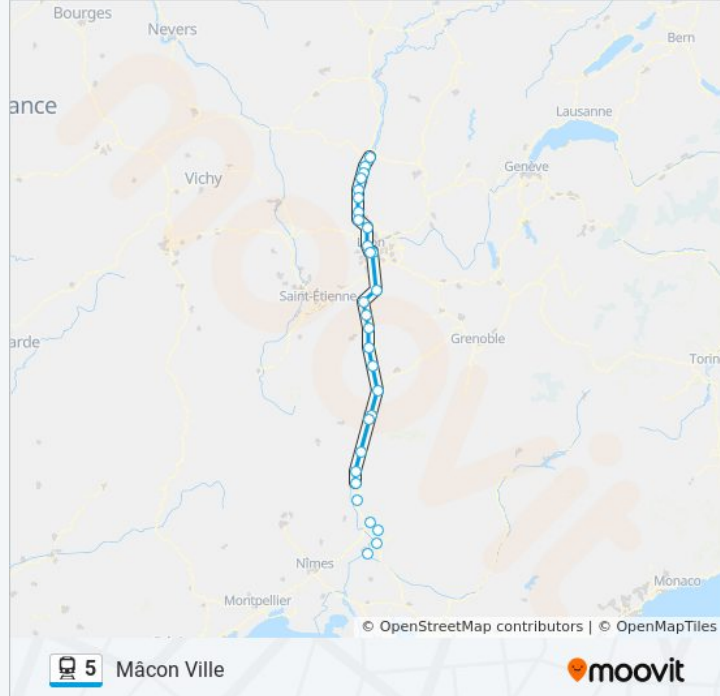 Bourges
Nevers
Bern
ance
Lausanne
Genève
Vichy
Saint-Étienne
Grenoble
arde
Torin
Nîmes
Montpellier
Monaco
© OpenStreetMap contributors | © OpenMapTiles
5 Mâcon Ville
moovit
moovit